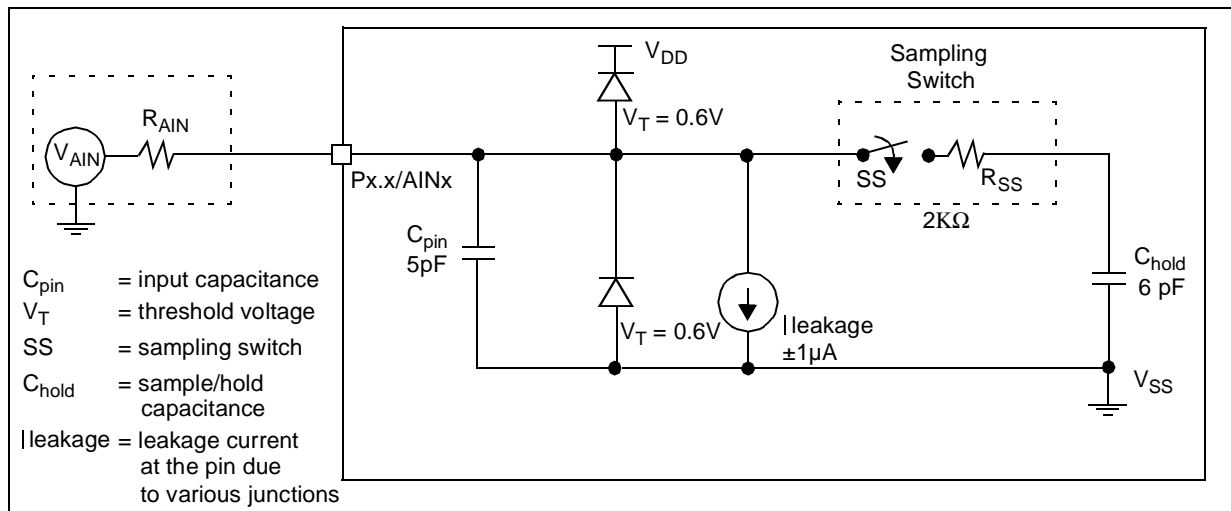 V_DD
Sampling
Switch
R_AIN
V_T = 0.6V
V_AIN
Px.x/AINx
SS
R_SS
2KΩ
C_pin
5pF
C_hold
6 pF
V_T = 0.6V
I leakage
±1µA
V_SS
C_pin = input capacitance
V_T = threshold voltage
SS = sampling switch
C_hold = sample/hold
capacitance
I leakage = leakage current
at the pin due
to various junctions